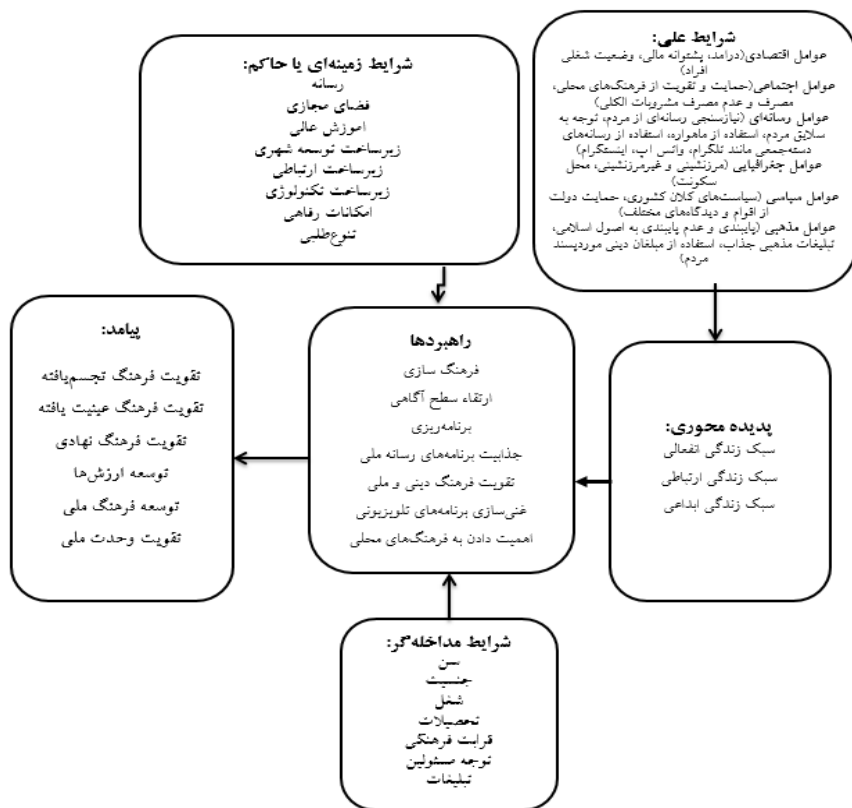 شرایط علی:
عوامل اقتصادی(درامد، پشتوانه مالی، وضعیت شغلی
افراد)
عوامل اجتماعی(حمایت و تقویت از فرهنگ‌های محلی،
مصرف و عدم مصرف مشروبات الکلی)
عوامل رسانه‌ای (نیازسنجی رسانه‌ای از مردم، توجه به
سلایق مردم، استفاده از ماهواره، استفاده از رسانه‌های
دسته‌جمعی مانند تلگرام، واتس اپ، اینستگرام)
عوامل جغرافیایی (مرزنشینی و غیرمرزنشینی، محل
سکونت)
عوامل سیاسی (سیاست‌های کلان کشوری، حمایت دولت
از اقوام و دیدگاه‌های مختلف)
عوامل مذهبی (پایبندی و عدم پایبندی به اصول اسلامی،
تبلیغات مذهبی جذاب، استفاده از مبلغان دینی موردپسند
مردم)
شرایط زمینه‌ای یا حاکم:
رسانه
فضای مجازی
اموزش عالی
زیرساخت توسعه شهری
زیرساخت ارتباطی
زیرساخت تکنولوژی
امکانات رفاهی
تنوع‌طلبی
پدیده محوری:
سبک زندگی انفعالی
سبک زندگی ارتباطی
سبک زندگی ابداعی
راهبردها
فرهنگ سازی
ارتقاء سطح آگاهی
برنامه‌ریزی
جذابیت برنامه‌های رسانه ملی
تقویت فرهنگ دینی و ملی
غنی‌سازی برنامه‌های تلویزیونی
اهمیت دادن به فرهنگ‌های محلی
پیامد:
تقویت فرهنگ تجسم‌یافته
تقویت فرهنگ عینیت یافته
تقویت فرهنگ نهادی
توسعه ارزش‌ها
توسعه فرهنگ ملی
تقویت وحدت ملی
شرایط مداخله‌گر:
سن
جنسیت
شغل
تحصیلات
قرابت فرهنگی
توجه مسئولین
تبلیغات